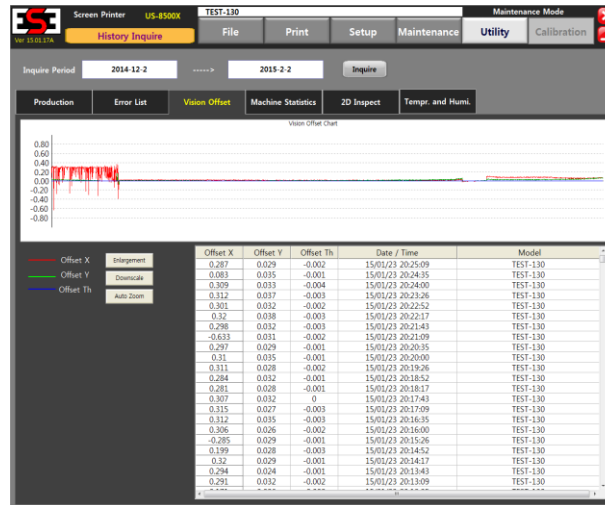 ESE Screen Printer US-8500X TEST-130 Maintenance Mode
Ver 15.01.17A History Inquire File Print Setup Maintenance Utility Calibration
Inquire Period 2014-12-2 -----> 2015-2-2 Inquire
Production Error List Vision Offset Machine Statistics 2D Inspect Tempr. and Humi.
Vision Offset Chart
0.80
0.60
0.40
0.20
0.00
-0.20
-0.40
-0.60
-0.80
Offset X Enlargement
Offset Y Downscale
Offset Th Auto Zoom
Offset X Offset Y Offset Th Date / Time Model
0.287 0.029 -0.002 15/01/23 20:25:09 TEST-130
0.083 0.035 -0.001 15/01/23 20:24:35 TEST-130
0.309 0.033 -0.004 15/01/23 20:24:00 TEST-130
0.312 0.037 -0.003 15/01/23 20:23:26 TEST-130
0.301 0.032 -0.002 15/01/23 20:22:52 TEST-130
0.32 0.038 -0.003 15/01/23 20:22:17 TEST-130
0.298 0.032 -0.003 15/01/23 20:21:43 TEST-130
-0.633 0.031 -0.002 15/01/23 20:21:09 TEST-130
0.297 0.029 -0.001 15/01/23 20:20:35 TEST-130
0.31 0.035 -0.001 15/01/23 20:20:00 TEST-130
0.311 0.028 -0.002 15/01/23 20:19:26 TEST-130
0.284 0.032 -0.001 15/01/23 20:18:52 TEST-130
0.281 0.028 -0.001 15/01/23 20:18:17 TEST-130
0.307 0.032 0 15/01/23 20:17:43 TEST-130
0.315 0.027 -0.003 15/01/23 20:17:09 TEST-130
0.312 0.035 -0.003 15/01/23 20:16:35 TEST-130
0.306 0.026 -0.002 15/01/23 20:16:00 TEST-130
-0.285 0.029 -0.001 15/01/23 20:15:26 TEST-130
0.199 0.028 -0.003 15/01/23 20:14:52 TEST-130
0.32 0.029 -0.001 15/01/23 20:14:17 TEST-130
0.294 0.024 -0.001 15/01/23 20:13:43 TEST-130
0.291 0.032 -0.002 15/01/23 20:13:09 TEST-130